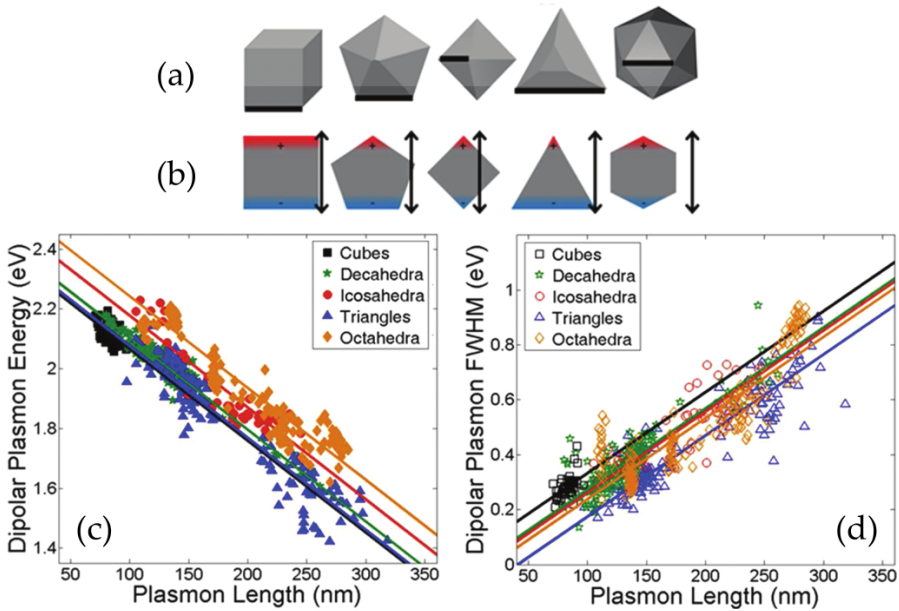 (a)
(b)
+ + + + +
- - - - -
2.4
2.2
2
1.8
1.6
1.4
Dipolar Plasmon Energy (eV)
Cubes
Decahedra
Icosahedra
Triangles
Octahedra
(c)
50 100 150 200 250 300 350
Plasmon Length (nm)
1
0.8
0.6
0.4
0.2
0
Dipolar Plasmon FWHM (eV)
Cubes
Decahedra
Icosahedra
Triangles
Octahedra
(d)
50 100 150 200 250 300 350
Plasmon Length (nm)